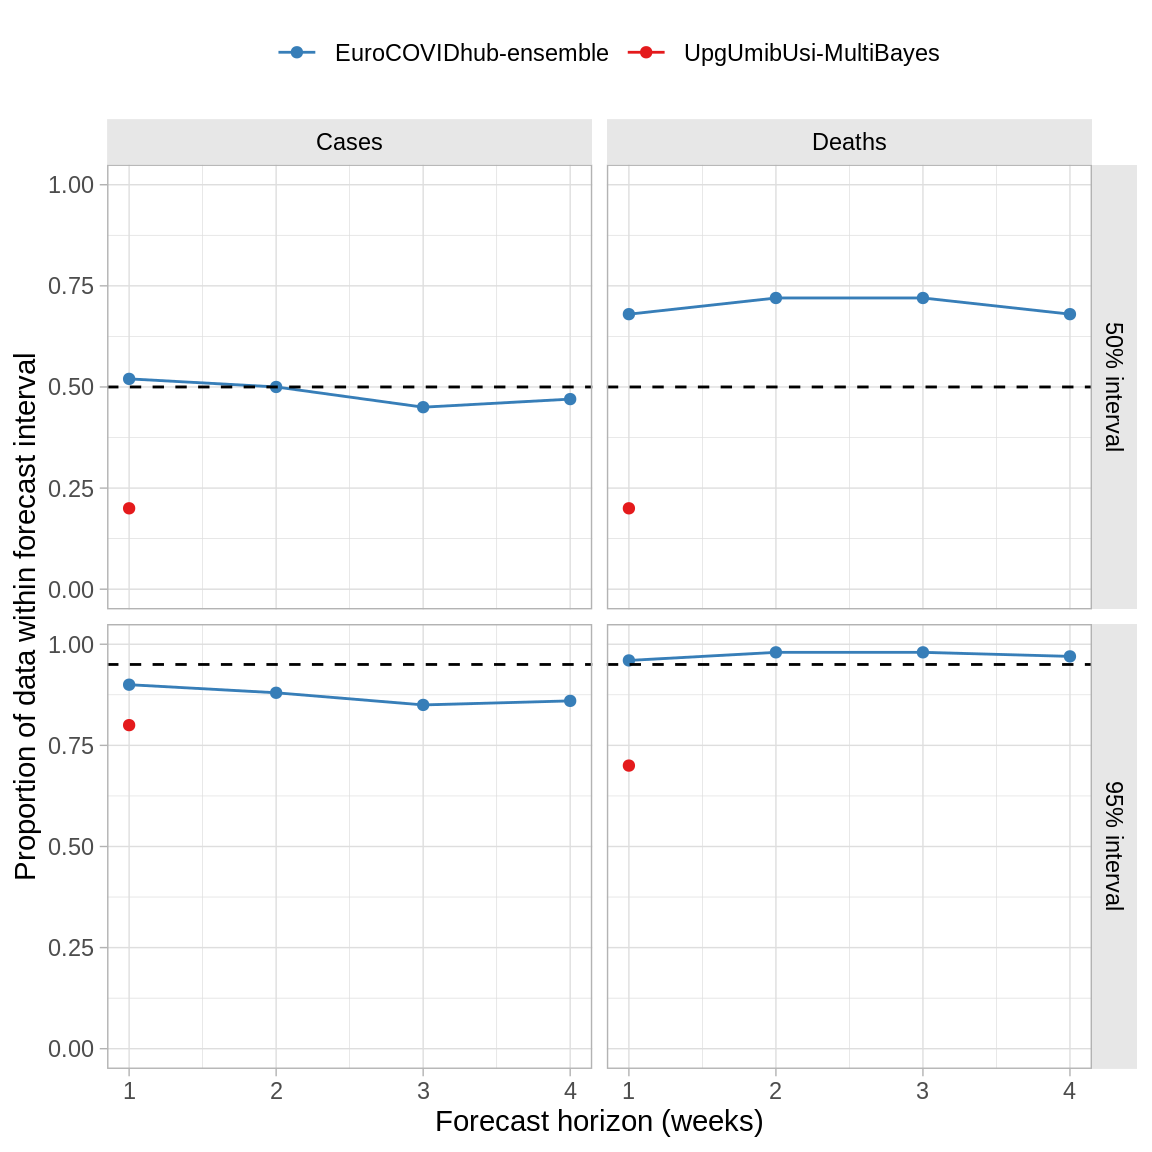 EuroCOVIDhub-ensemble UpgUmibUsi-MultiBayes
Cases Deaths
Proportion of data within forecast interval
1.00
0.75
0.50
0.25
0.00
50% interval
1.00
0.75
0.50
0.25
0.00
95% interval
1 2 3 4 1 2 3 4
Forecast horizon (weeks)